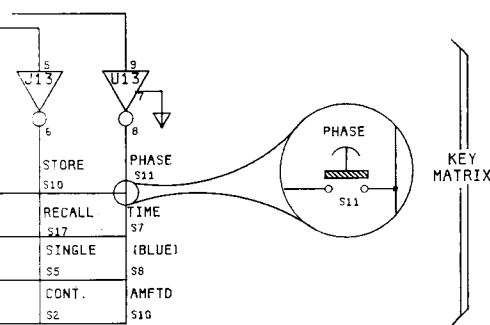 5 9
J13 U13
7
6 8
PHASE
STORE PHASE
S11
S10
KEY
MATRIX
S11
RECALL TIME
S17 S7
SINGLE (BLUE)
S5 S8
CONT. AMFTD
S2 S10